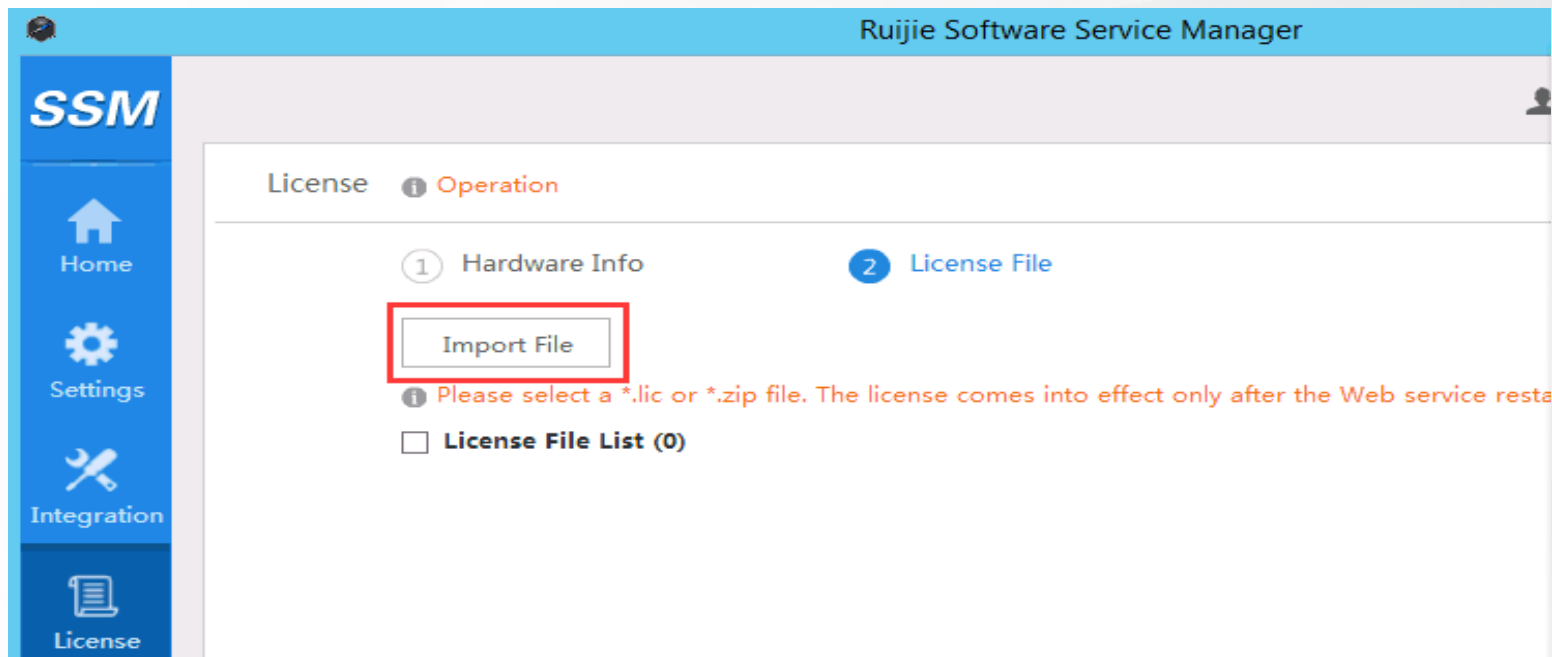 Ruijie Software Service Manager
SSM
License Operation
Home
1 Hardware Info
2 License File
Import File
Settings
Please select a *.lic or *.zip file. The license comes into effect only after the Web service resta
License File List (0)
Integration
License